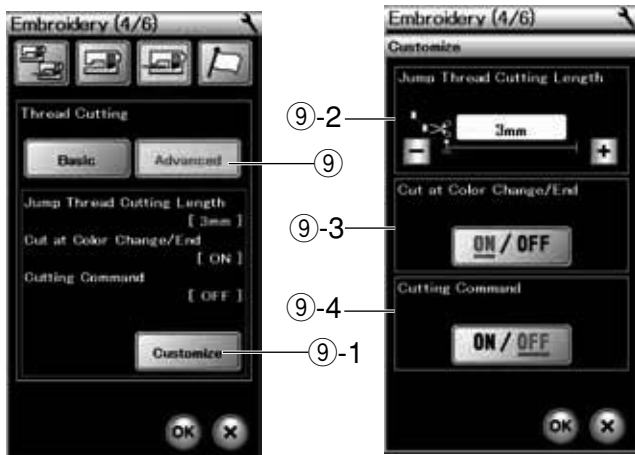 Embroidery (4/6)
Thread Cutting
Basic
Advanced
Jump Thread Cutting Length
[ 3mm ]
Cut at Color Change/End
[ ON ]
Cutting Command
[ OFF ]
Customize
OK
×
⑨
⑨-1
Embroidery (4/6)
Customize
Jump Thread Cutting Length
3mm
− +
Cut at Color Change/End
ON / OFF
Cutting Command
ON / OFF
OK
×
⑨-2
⑨-3
⑨-4